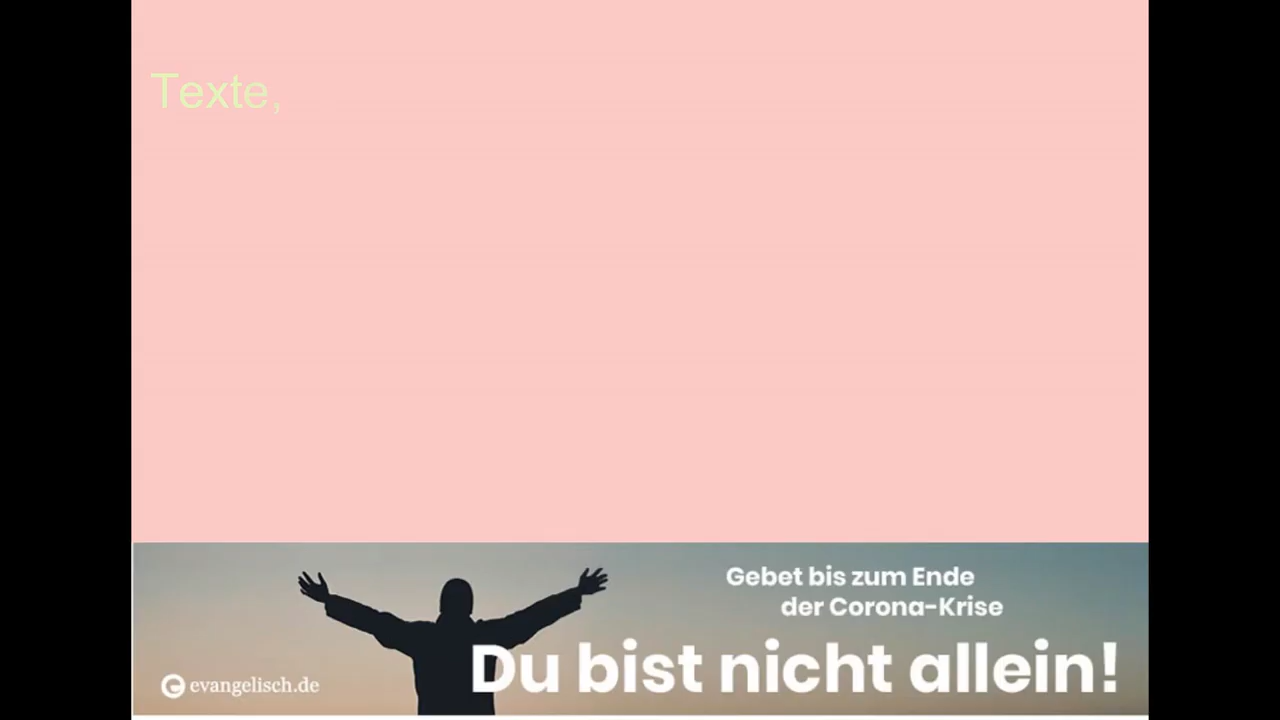 Texte,
Gebet bis zum Ende
der Corona-Krise
Du bist nicht allein!
evangelisch.de